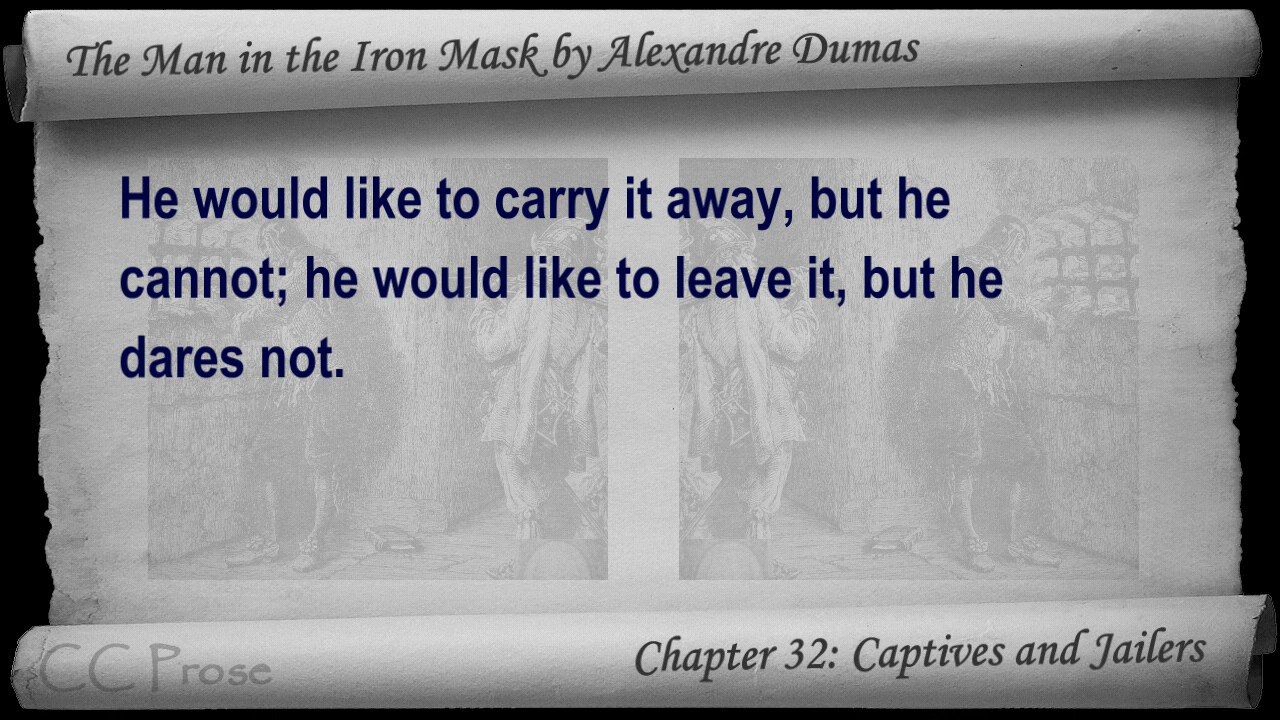 The Man in the Iron Mask by Alexandre Dumas
He would like to carry it away, but he
cannot; he would like to leave it, but he
dares not.
CC Prose
Chapter 32: Captives and Jailers